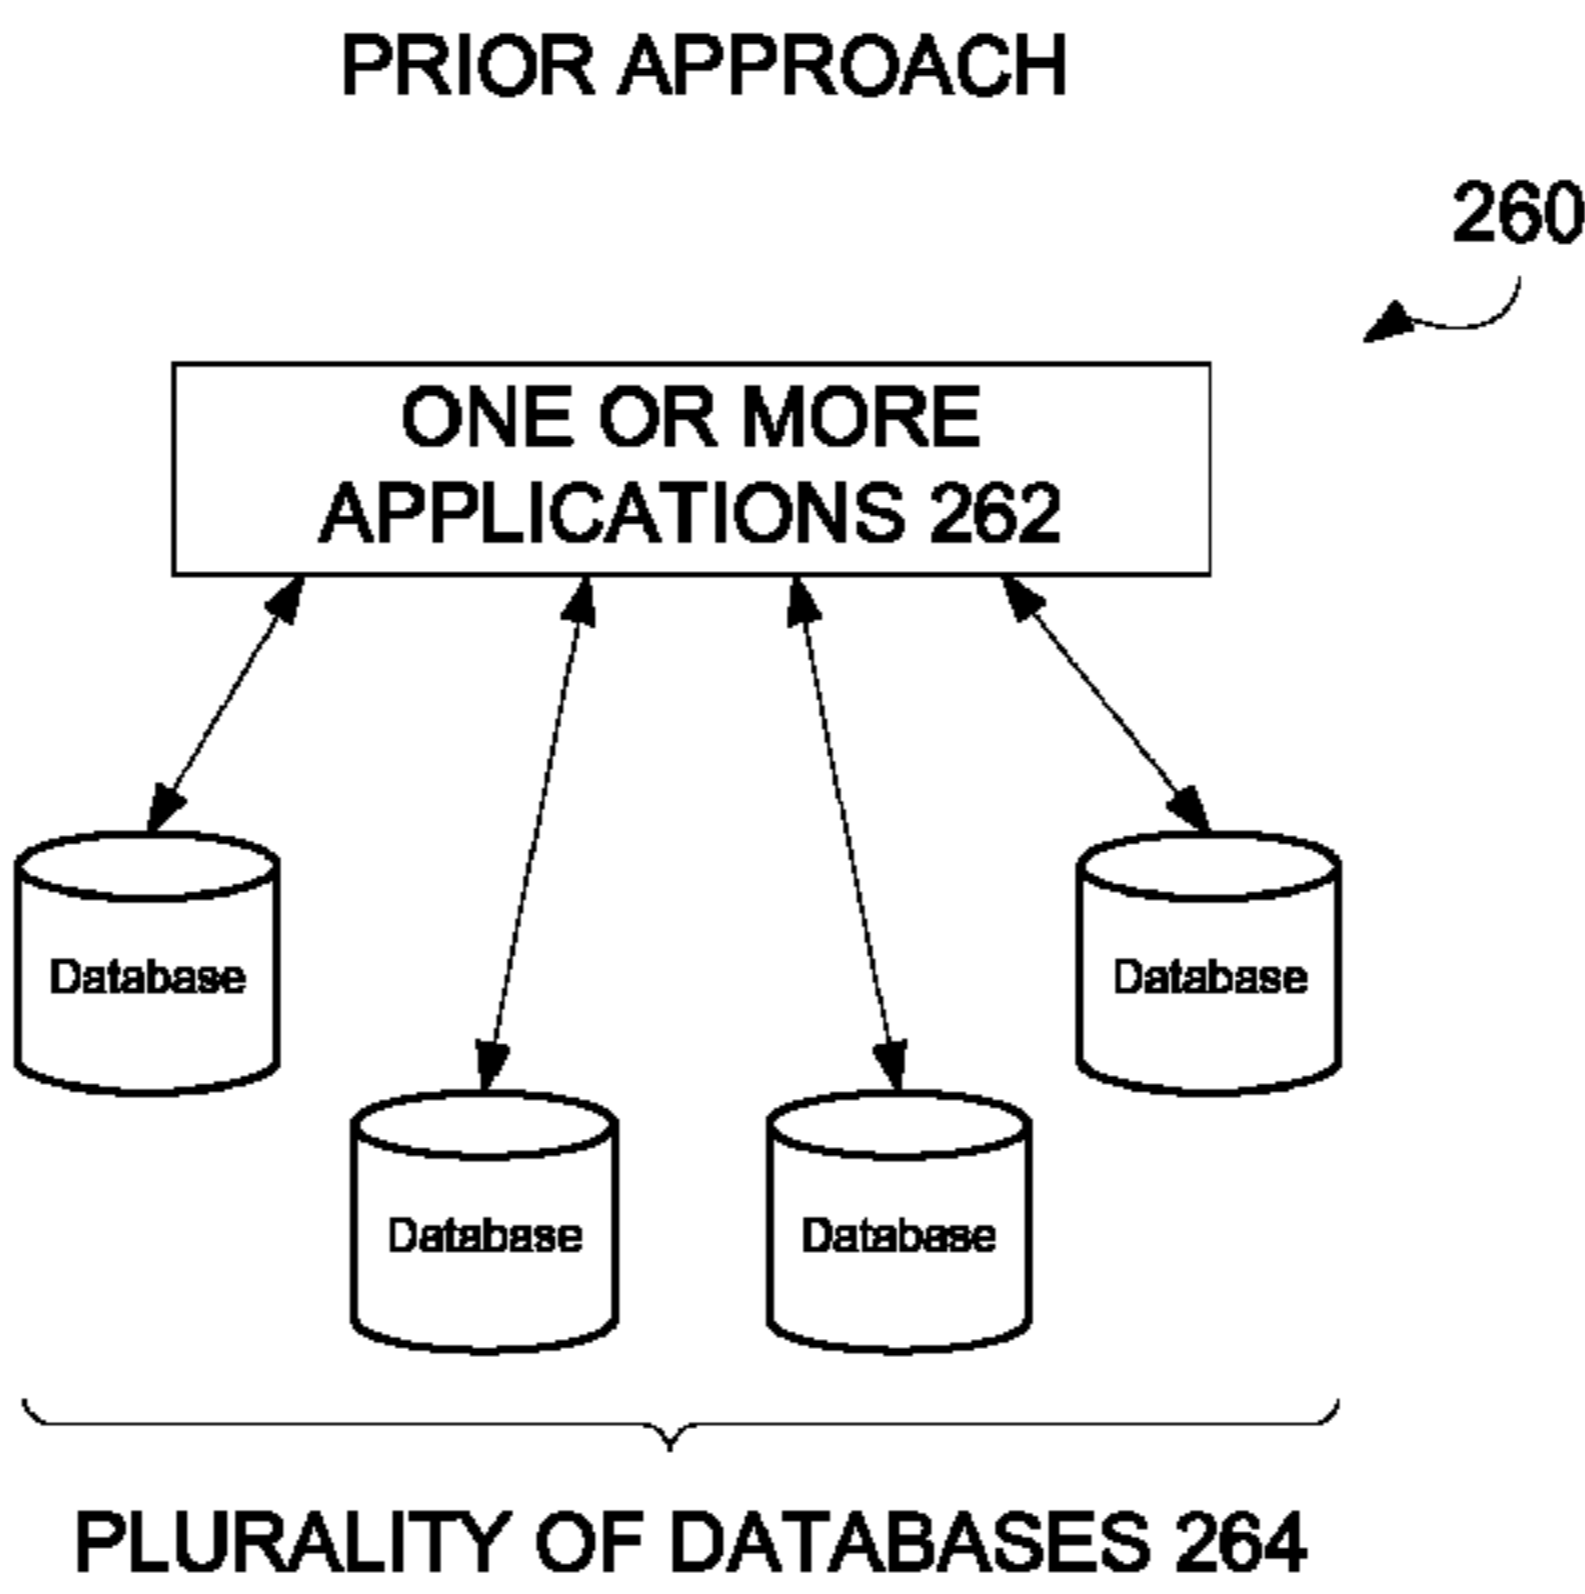 PRIOR APPROACH
260
ONE OR MORE
APPLICATIONS 262
Database
Database
Database
Database
PLURALITY OF DATABASES 264